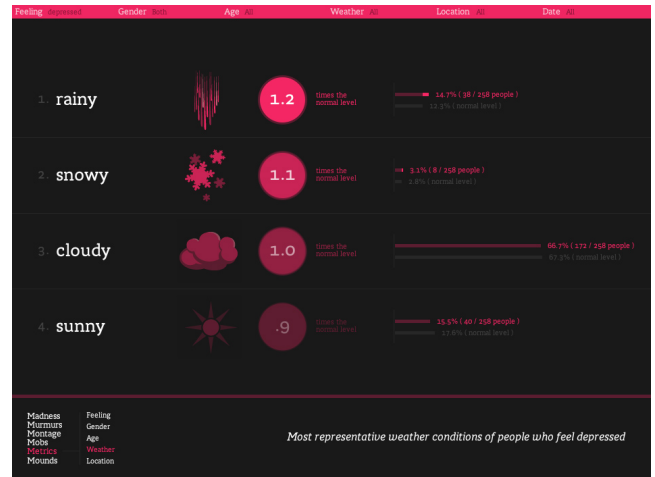 Feeling depressed Gender Both Age All Weather All Location All Date All
1. rainy
1.2
times the
normal level
14.7% ( 38 / 258 people )
12.3% ( normal level )
2. snowy
1.1
times the
normal level
3.1% ( 8 / 258 people )
2.8% ( normal level )
3. cloudy
1.0
times the
normal level
66.7% ( 172 / 258 people )
67.3% ( normal level )
4. sunny
.9
times the
normal level
15.5% ( 40 / 258 people )
17.6% ( normal level )
Madness
Murmurs
Montage
Mobs
Metrics
Mounds
Feeling
Gender
Age
Weather
Location
Most representative weather conditions of people who feel depressed